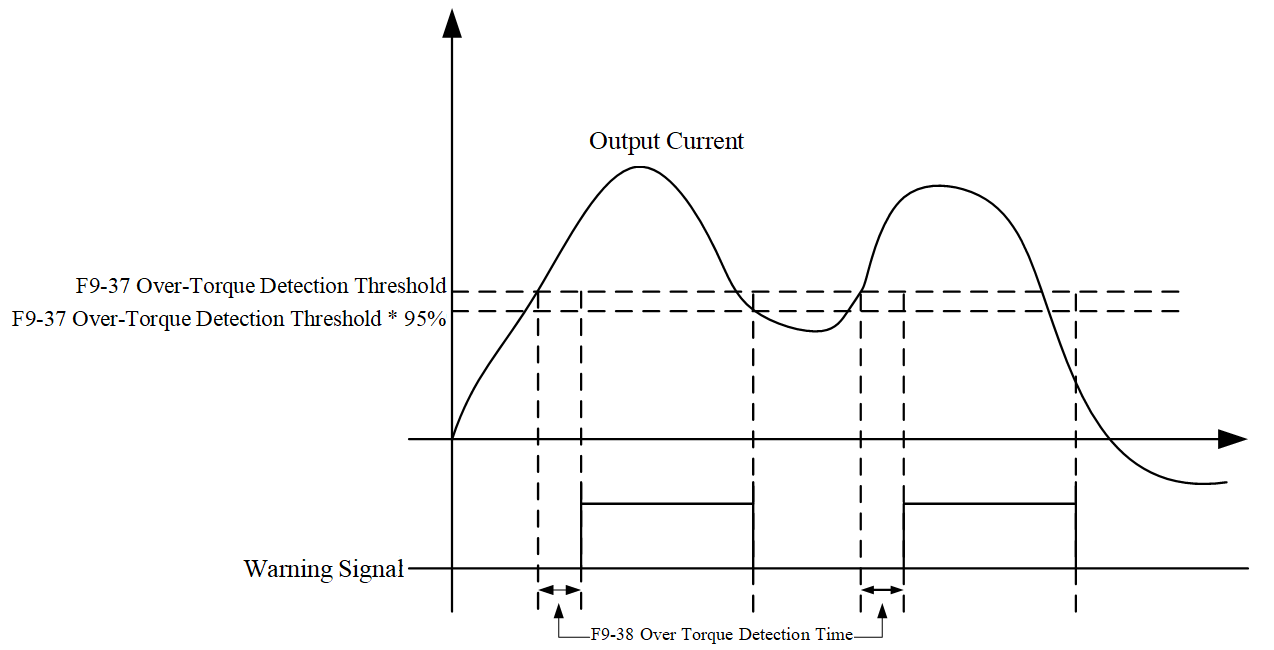 Output Current
F9-37 Over-Torque Detection Threshold
F9-37 Over-Torque Detection Threshold * 95%
Warning Signal
F9-38 Over Torque Detection Time